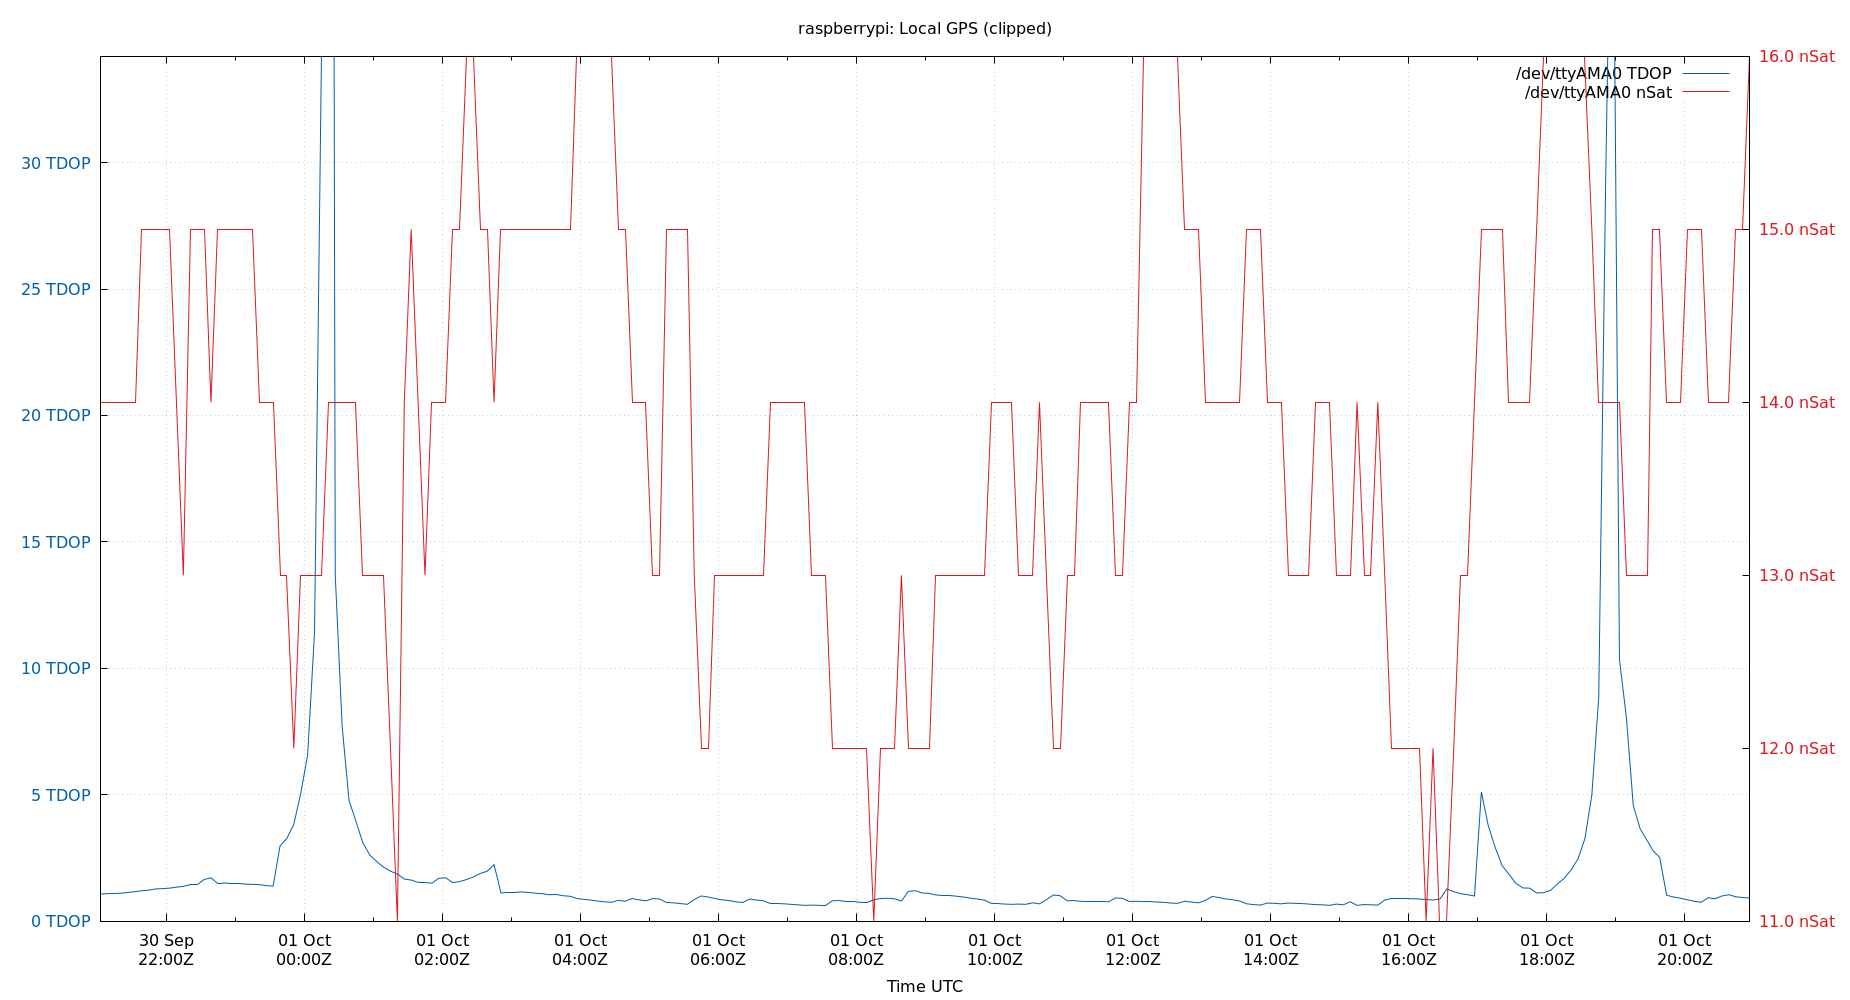 raspberrypi: Local GPS (clipped)
/dev/ttyAMA0 TDOP
/dev/ttyAMA0 nSat
30 TDOP
25 TDOP
20 TDOP
15 TDOP
10 TDOP
5 TDOP
0 TDOP
16.0 nSat
15.0 nSat
14.0 nSat
13.0 nSat
12.0 nSat
11.0 nSat
30 Sep
22:00Z
01 Oct
00:00Z
01 Oct
02:00Z
01 Oct
04:00Z
01 Oct
06:00Z
01 Oct
08:00Z
01 Oct
10:00Z
01 Oct
12:00Z
01 Oct
14:00Z
01 Oct
16:00Z
01 Oct
18:00Z
01 Oct
20:00Z
Time UTC